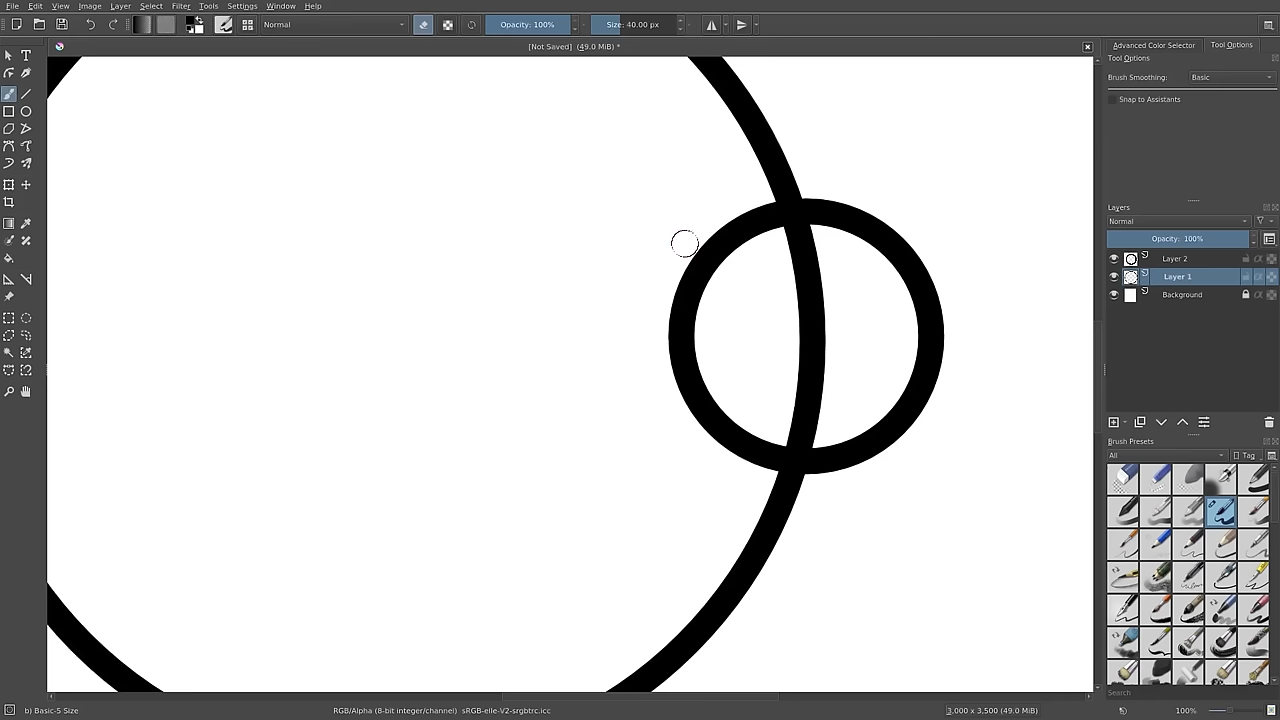 File Edit View Image Layer Select Filter Tools Settings Window Help
Normal Opacity: 100% Size: 40.00 px
[Not Saved] (49.0 MiB) *
Advanced Color Selector Tool Options
Tool Options
Brush Smoothing: Basic
Snap to Assistants
Layers
Normal
Opacity: 100%
Layer 2
Layer 1
Background
Brush Presets
All Tag
Search
b) Basic-5 Size RGB/Alpha (8-bit integer/channel) sRGB-elle-V2-srgbtrc.icc 3,000 x 3,500 (49.0 MiB) 100%